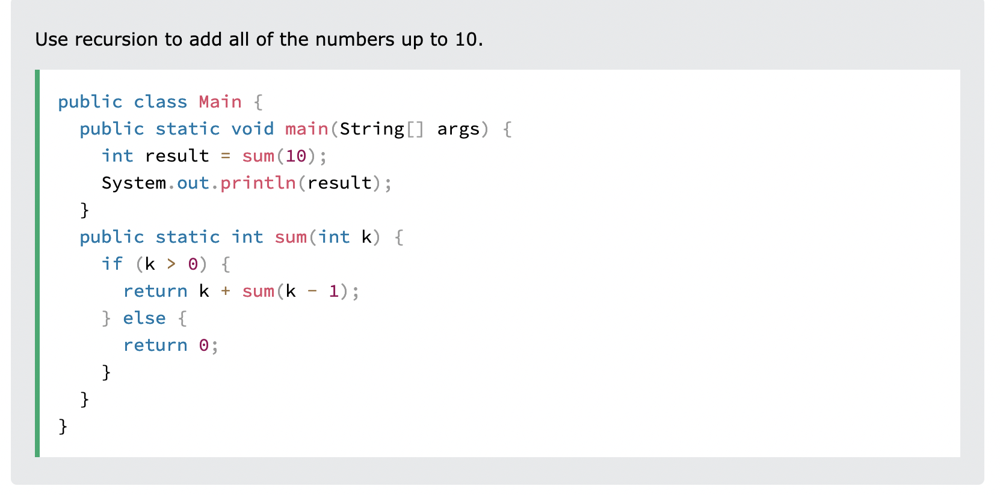 Use recursion to add all of the numbers up to 10.
public class Main {
  public static void main(String[] args) {
    int result = sum(10);
    System.out.println(result);
  }
  public static int sum(int k) {
    if (k > 0) {
      return k + sum(k - 1);
    } else {
      return 0;
    }
  }
}